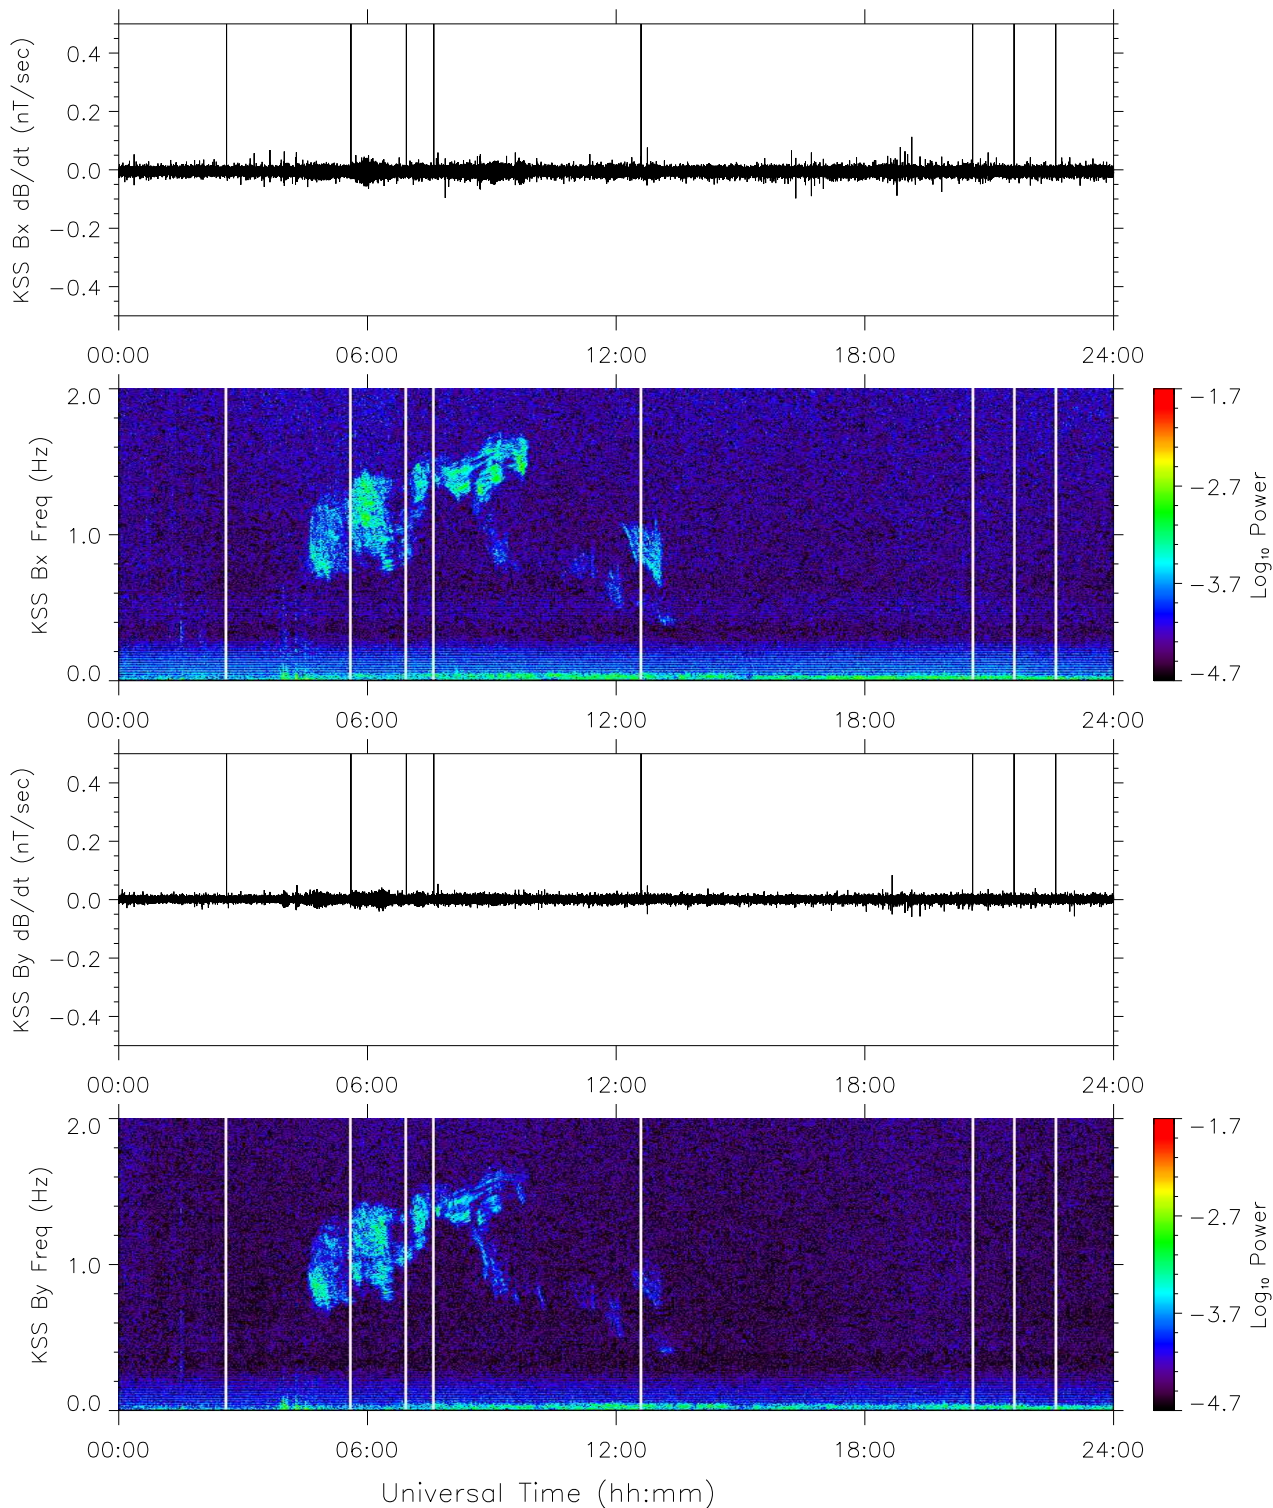 KSS Bx dB/dt (nT/sec)
0.4
0.2
0.0
−0.2
−0.4
00:00 06:00 12:00 18:00 24:00
KSS Bx Freq (Hz)
2.0
1.0
0.0
00:00 06:00 12:00 18:00 24:00
−1.7
−2.7
−3.7
−4.7
Log₁₀ Power
KSS By dB/dt (nT/sec)
0.4
0.2
0.0
−0.2
−0.4
00:00 06:00 12:00 18:00 24:00
KSS By Freq (Hz)
2.0
1.0
0.0
00:00 06:00 12:00 18:00 24:00
−1.7
−2.7
−3.7
−4.7
Log₁₀ Power
Universal Time (hh:mm)